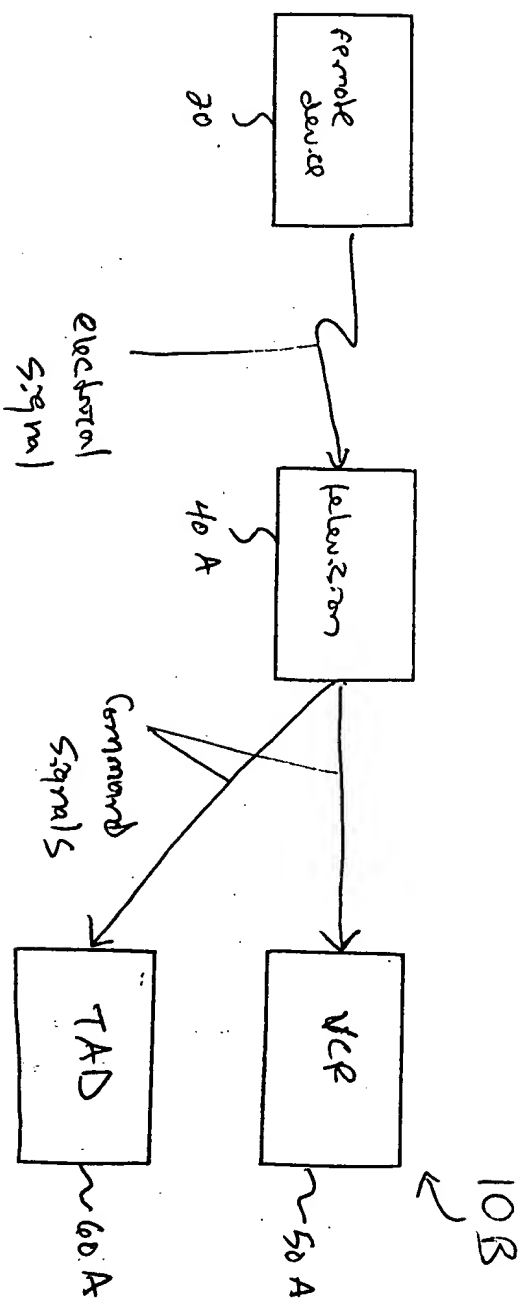 remote
device
20
electrical
signal
television
40 A
Command
signals
VCR
50 A
TAD
60 A
10 B